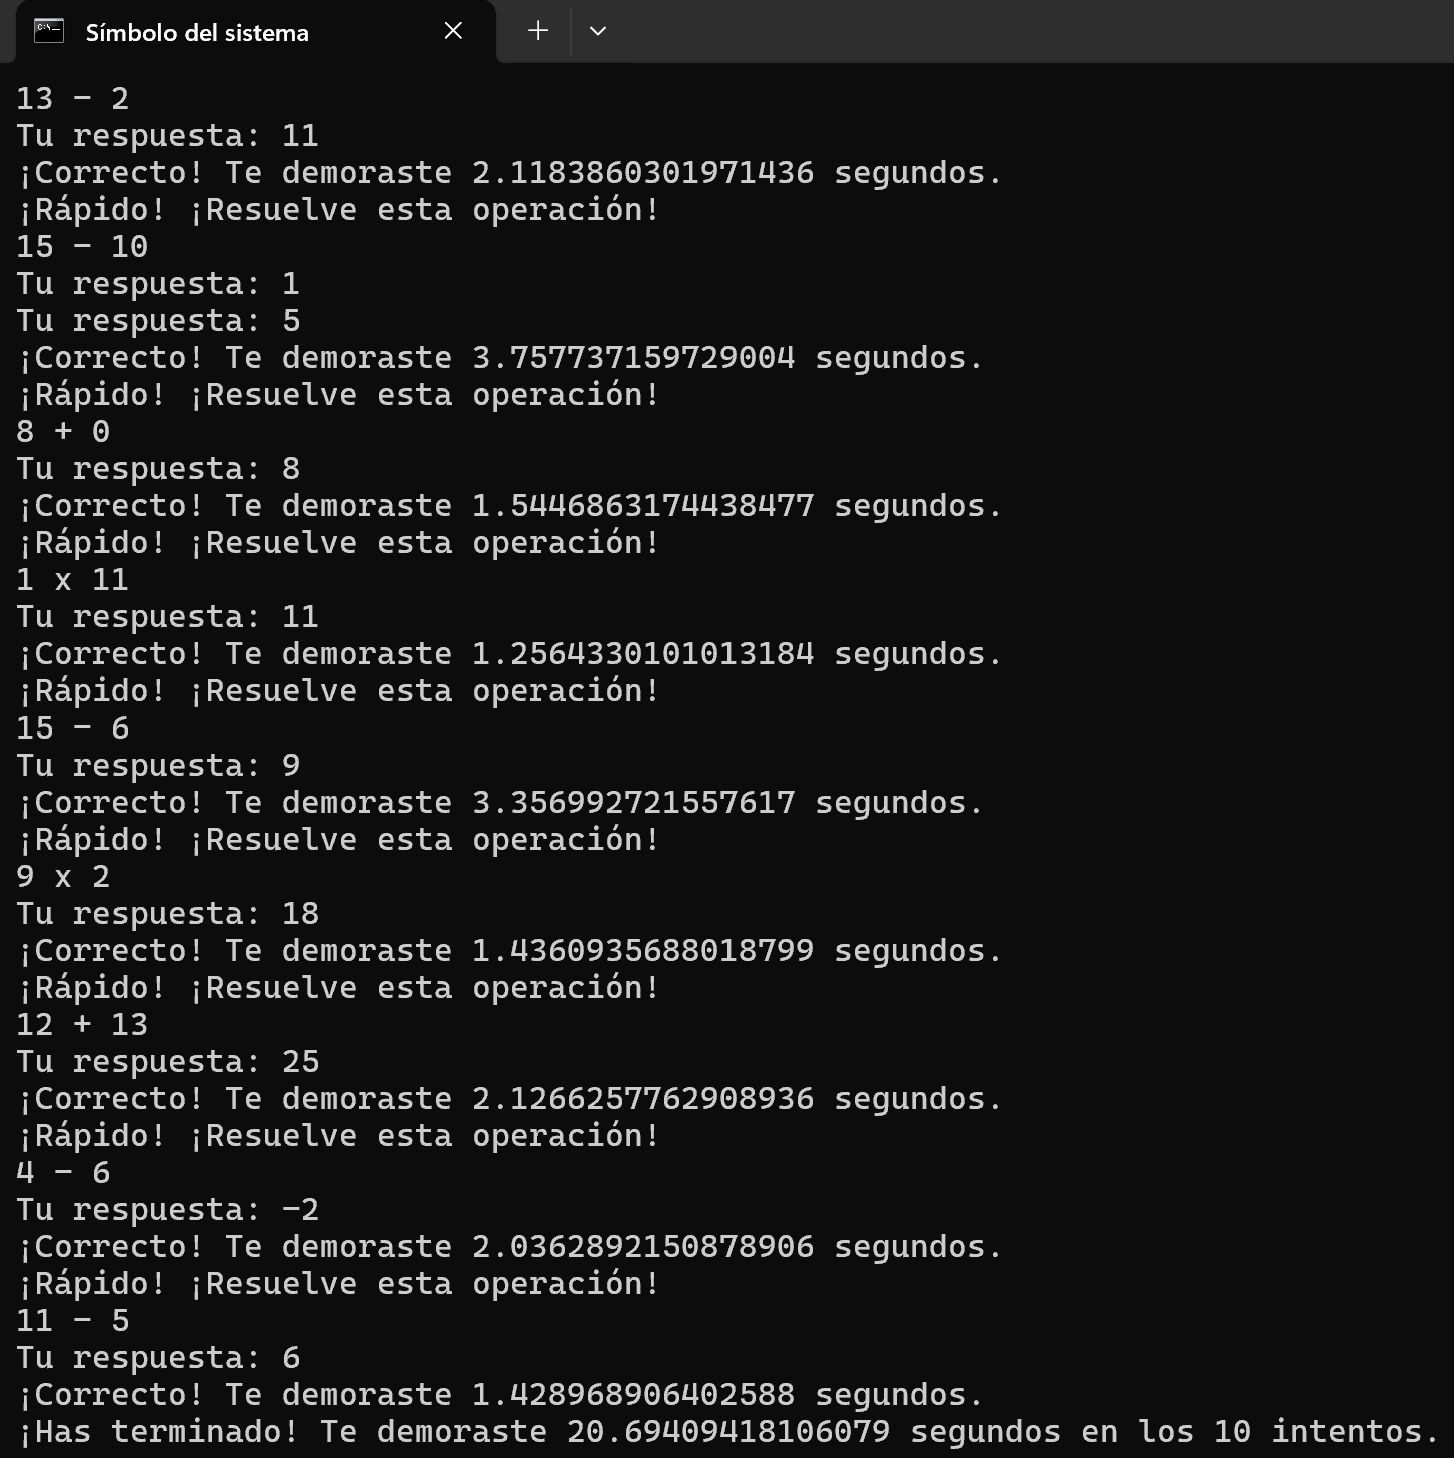 Símbolo del sistema
13 - 2
Tu respuesta: 11
¡Correcto! Te demoraste 2.1183860301971436 segundos.
¡Rápido! ¡Resuelve esta operación!
15 - 10
Tu respuesta: 1
Tu respuesta: 5
¡Correcto! Te demoraste 3.757737159729004 segundos.
¡Rápido! ¡Resuelve esta operación!
8 + 0
Tu respuesta: 8
¡Correcto! Te demoraste 1.5446863174438477 segundos.
¡Rápido! ¡Resuelve esta operación!
1 x 11
Tu respuesta: 11
¡Correcto! Te demoraste 1.2564330101013184 segundos.
¡Rápido! ¡Resuelve esta operación!
15 - 6
Tu respuesta: 9
¡Correcto! Te demoraste 3.356992721557617 segundos.
¡Rápido! ¡Resuelve esta operación!
9 x 2
Tu respuesta: 18
¡Correcto! Te demoraste 1.4360935688018799 segundos.
¡Rápido! ¡Resuelve esta operación!
12 + 13
Tu respuesta: 25
¡Correcto! Te demoraste 2.1266257762908936 segundos.
¡Rápido! ¡Resuelve esta operación!
4 - 6
Tu respuesta: -2
¡Correcto! Te demoraste 2.0362892150878906 segundos.
¡Rápido! ¡Resuelve esta operación!
11 - 5
Tu respuesta: 6
¡Correcto! Te demoraste 1.428968906402588 segundos.
¡Has terminado! Te demoraste 20.69409418106079 segundos en los 10 intentos.